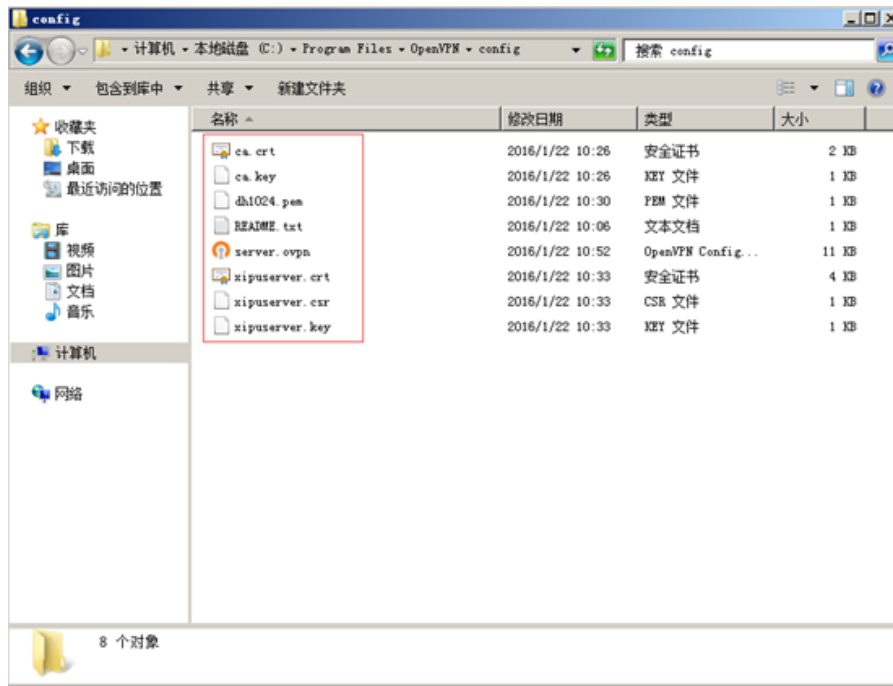 config
计算机 本地磁盘 (C:) Program Files OpenVPN config
搜索 config
组织 包含到库中 共享 新建文件夹
名称 修改日期 类型 大小
收藏夹
下载
桌面
最近访问的位置
库
视频
图片
文档
音乐
计算机
网络
ca.crt 2016/1/22 10:26 安全证书 2 KB
ca.key 2016/1/22 10:26 KEY 文件 1 KB
dh1024.pem 2016/1/22 10:30 PEM 文件 1 KB
README.txt 2016/1/22 10:06 文本文档 1 KB
server.ovpn 2016/1/22 10:52 OpenVPN Config... 11 KB
xipuserver.crt 2016/1/22 10:33 安全证书 4 KB
xipuserver.csr 2016/1/22 10:33 CSR 文件 1 KB
xipuserver.key 2016/1/22 10:33 KEY 文件 1 KB
8 个对象